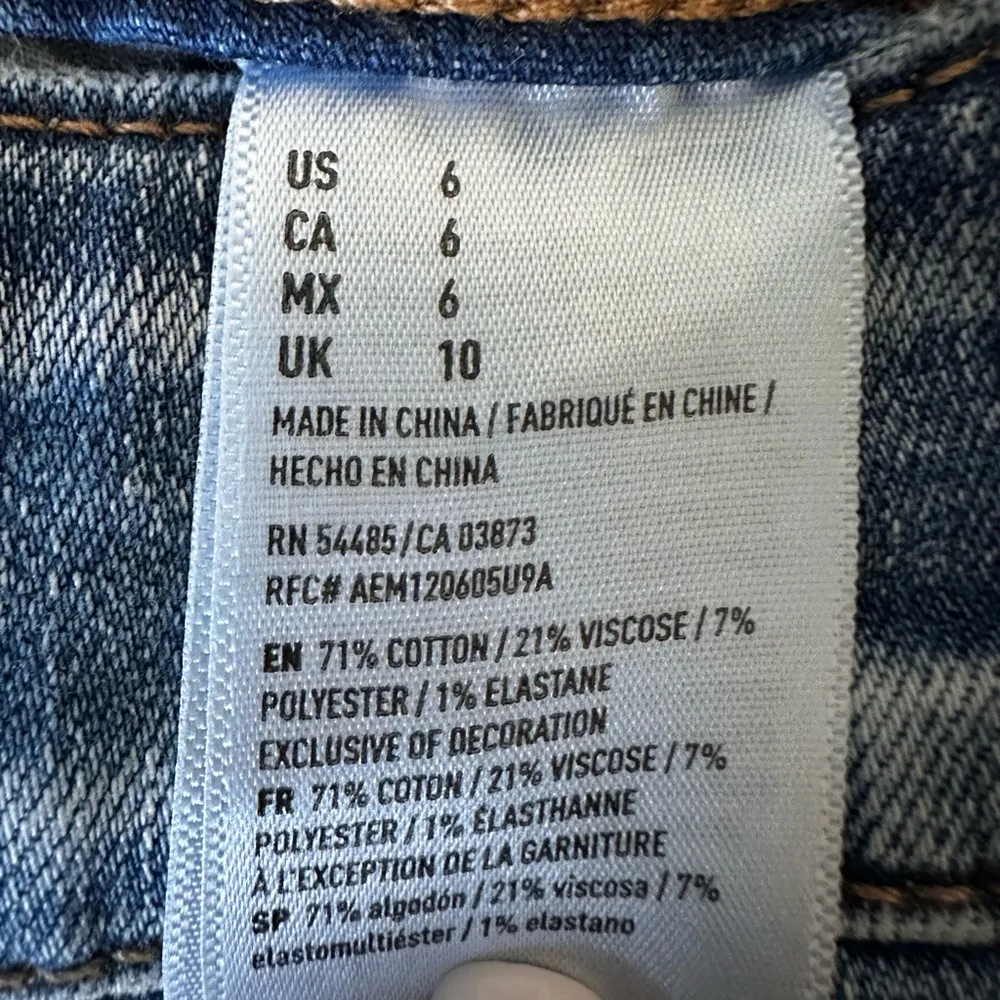 US 6
CA 6
MX 6
UK 10
MADE IN CHINA / FABRIQUÉ EN CHINE /
HECHO EN CHINA
RN 54485 / CA 03873
RFC# AEM120605U9A
EN 71% COTTON / 21% VISCOSE / 7%
POLYESTER / 1% ELASTANE
EXCLUSIVE OF DECORATION
FR 71% COTON / 21% VISCOSE / 7%
POLYESTER / 1% ÉLASTHANNE
À L'EXCEPTION DE LA GARNITURE
SP 71% algodón / 21% viscosa / 7%
elastomultiéster / 1% elastano